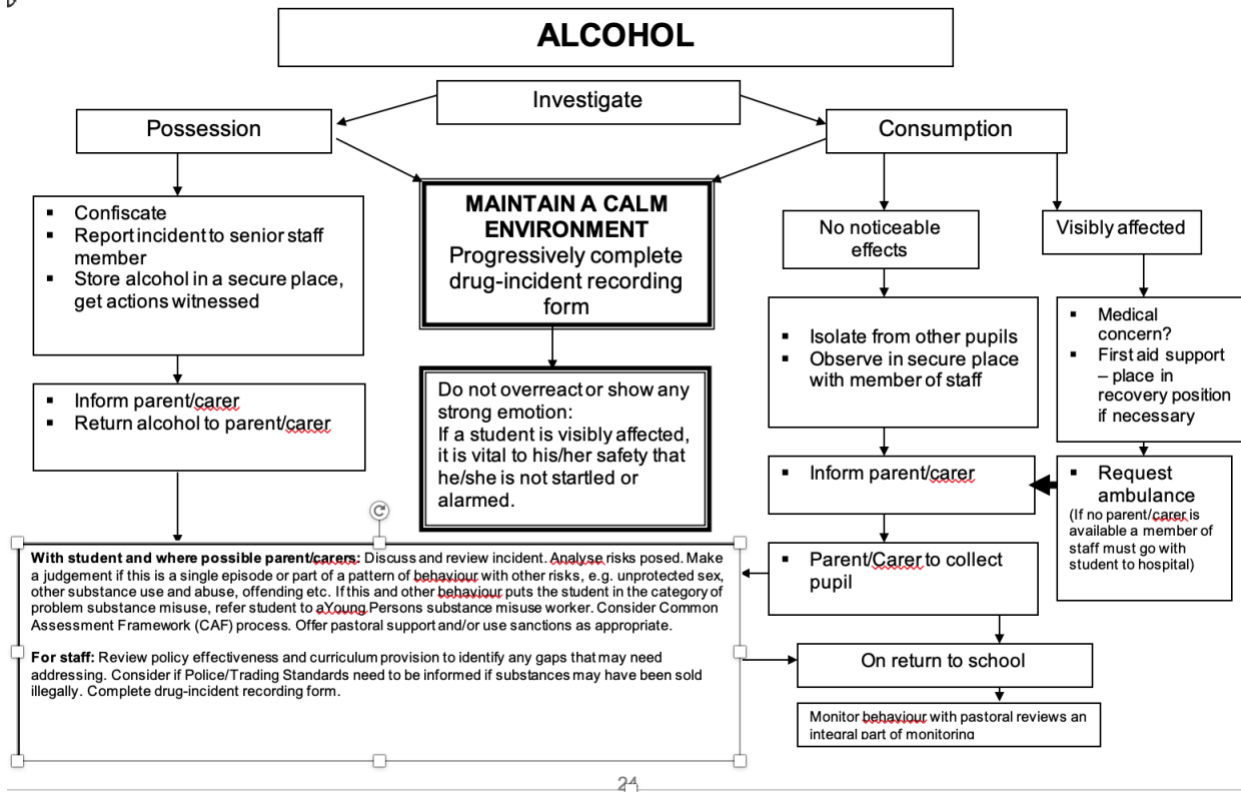 ALCOHOL
Investigate
Possession
Consumption
▪ Confiscate
▪ Report incident to senior staff
member
▪ Store alcohol in a secure place,
get actions witnessed
▪ Inform parent/carer
▪ Return alcohol to parent/carer
MAINTAIN A CALM
ENVIRONMENT
Progressively complete
drug-incident recording
form
Do not overreact or show any
strong emotion:
If a student is visibly affected,
it is vital to his/her safety that
he/she is not startled or
alarmed.
No noticeable
effects
Visibly affected
▪ Isolate from other pupils
▪ Observe in secure place
with member of staff
▪ Medical
concern?
▪ First aid support
– place in
recovery position
if necessary
▪ Inform parent/carer
▪ Request
ambulance
(If no parent/carer is
available a member of
staff must go with
student to hospital)
▪ Parent/Carer to collect
pupil
With student and where possible parent/carers: Discuss and review incident. Analyse risks posed. Make
a judgement if this is a single episode or part of a pattern of behaviour with other risks, e.g. unprotected sex,
other substance use and abuse, offending etc. If this and other behaviour puts the student in the category of
problem substance misuse, refer student to aYoung Persons substance misuse worker. Consider Common
Assessment Framework (CAF) process. Offer pastoral support and/or use sanctions as appropriate.
For staff: Review policy effectiveness and curriculum provision to identify any gaps that may need
addressing. Consider if Police/Trading Standards need to be informed if substances may have been sold
illegally. Complete drug-incident recording form.
On return to school
Monitor behaviour with pastoral reviews an
integral part of monitoring
24